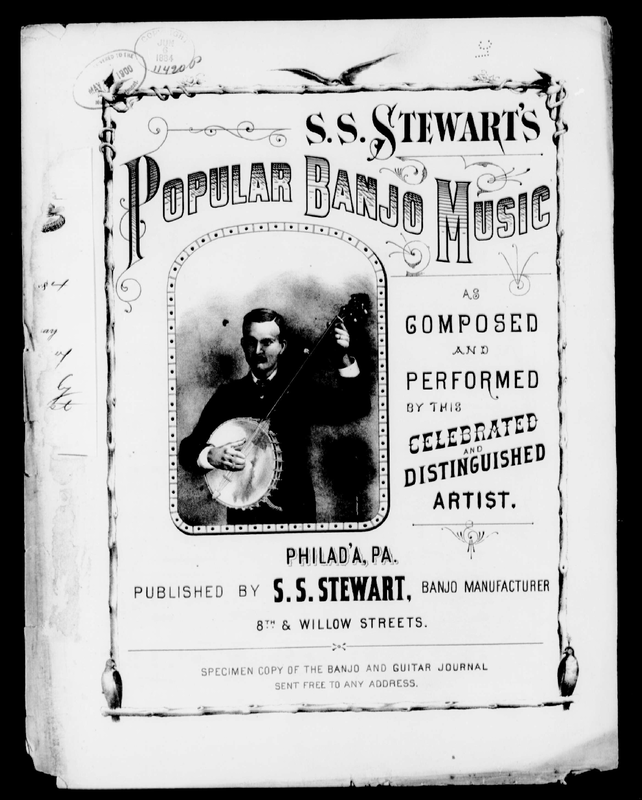 114208
S. S. STEWART'S
POPULAR BANJO MUSIC
AS
COMPOSED
AND
PERFORMED
BY THIS
CELEBRATED
AND
DISTINGUISHED
ARTIST.
PHILAD'A, PA.
PUBLISHED BY S. S. STEWART, BANJO MANUFACTURER
8TH & WILLOW STREETS.
SPECIMEN COPY OF THE BANJO AND GUITAR JOURNAL
SENT FREE TO ANY ADDRESS.